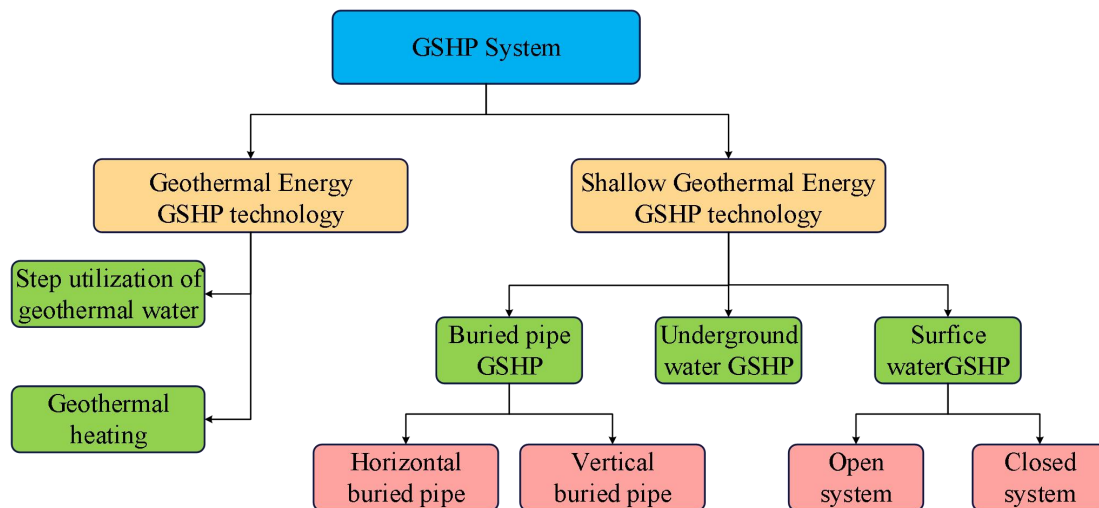 GSHP System
Geothermal Energy
GSHP technology
Shallow Geothermal Energy
GSHP technology
Step utilization of
geothermal water
Geothermal
heating
Buried pipe
GSHP
Underground
water GSHP
Surfice
waterGSHP
Horizontal
buried pipe
Vertical
buried pipe
Open
system
Closed
system